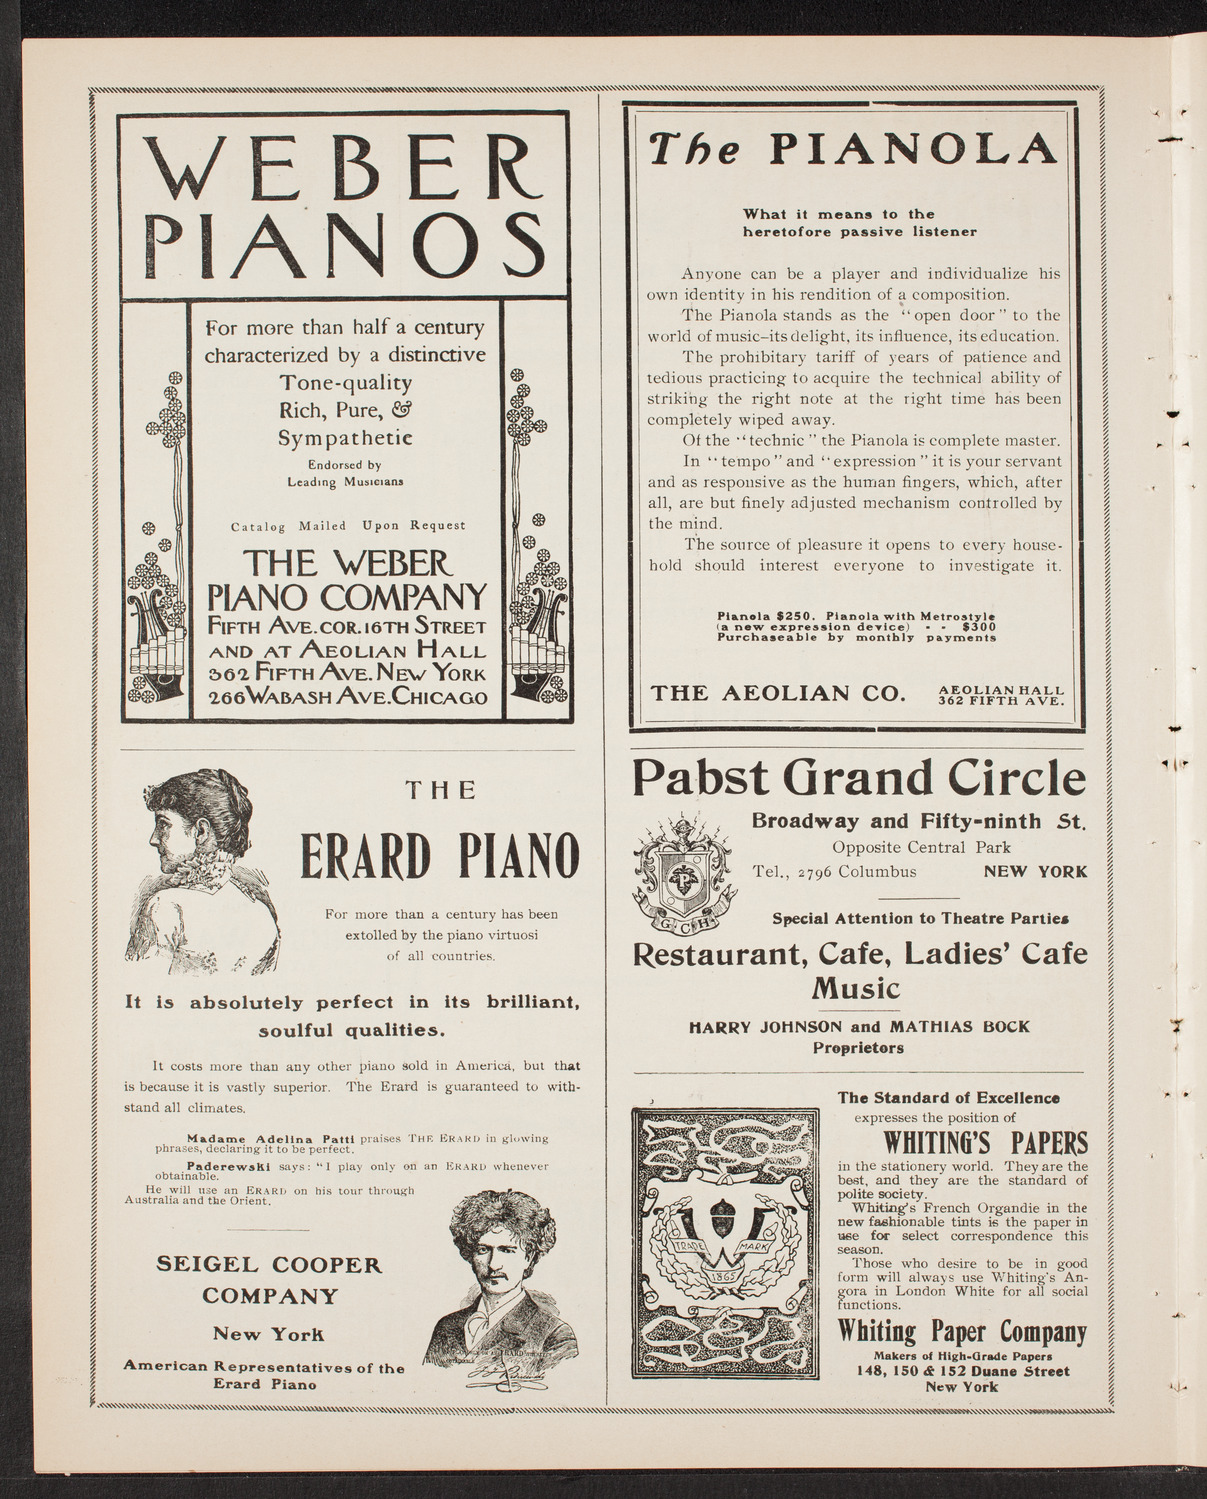 WEBER
PIANOS
For more than half a century
characterized by a distinctive
Tone-quality
Rich, Pure, &
Sympathetic
Endorsed by
Leading Musicians
Catalog Mailed Upon Request
THE WEBER
PIANO COMPANY
FIFTH AVE. COR. 16TH STREET
AND AT AEOLIAN HALL
362 FIFTH AVE. NEW YORK
266 WABASH AVE. CHICAGO
THE
ERARD PIANO
For more than a century has been
extolled by the piano virtuosi
of all countries.
It is absolutely perfect in its brilliant,
soulful qualities.
It costs more than any other piano sold in America, but that
is because it is vastly superior. The Erard is guaranteed to with-
stand all climates.
Madame Adelina Patti praises THE ERARD in glowing
phrases, declaring it to be perfect.
Paderewski says: "I play only on an ERARD whenever
obtainable.
He will use an ERARD on his tour through
Australia and the Orient.
SEIGEL COOPER
COMPANY
New York
American Representatives of the
Erard Piano
The PIANOLA
What it means to the
heretofore passive listener
Anyone can be a player and individualize his
own identity in his rendition of a composition.
The Pianola stands as the "open door" to the
world of music—its delight, its influence, its education.
The prohibitary tariff of years of patience and
tedious practicing to acquire the technical ability of
striking the right note at the right time has been
completely wiped away.
Of the "technic" the Pianola is complete master.
In "tempo" and "expression" it is your servant
and as responsive as the human fingers, which, after
all, are but finely adjusted mechanism controlled by
the mind.
The source of pleasure it opens to every house-
hold should interest everyone to investigate it.
Pianola $250. Pianola with Metrostyle
(a new expression device) - - $300
Purchaseable by monthly payments
THE AEOLIAN CO. AEOLIAN HALL
362 FIFTH AVE.
Pabst Grand Circle
Broadway and Fifty-ninth St.
Opposite Central Park
Tel., 2796 Columbus NEW YORK
P
G C H
Special Attention to Theatre Parties
Restaurant, Cafe, Ladies' Cafe
Music
HARRY JOHNSON and MATHIAS BOCK
Proprietors
TRADE MARK
1865
The Standard of Excellence
expresses the position of
WHITING'S PAPERS
in the stationery world. They are the
best, and they are the standard of
polite society.
Whiting's French Organdie in the
new fashionable tints is the paper in
use for select correspondence this
season.
Those who desire to be in good
form will always use Whiting's An-
gora in London White for all social
functions.
Whiting Paper Company
Makers of High-Grade Papers
148, 150 & 152 Duane Street
New York